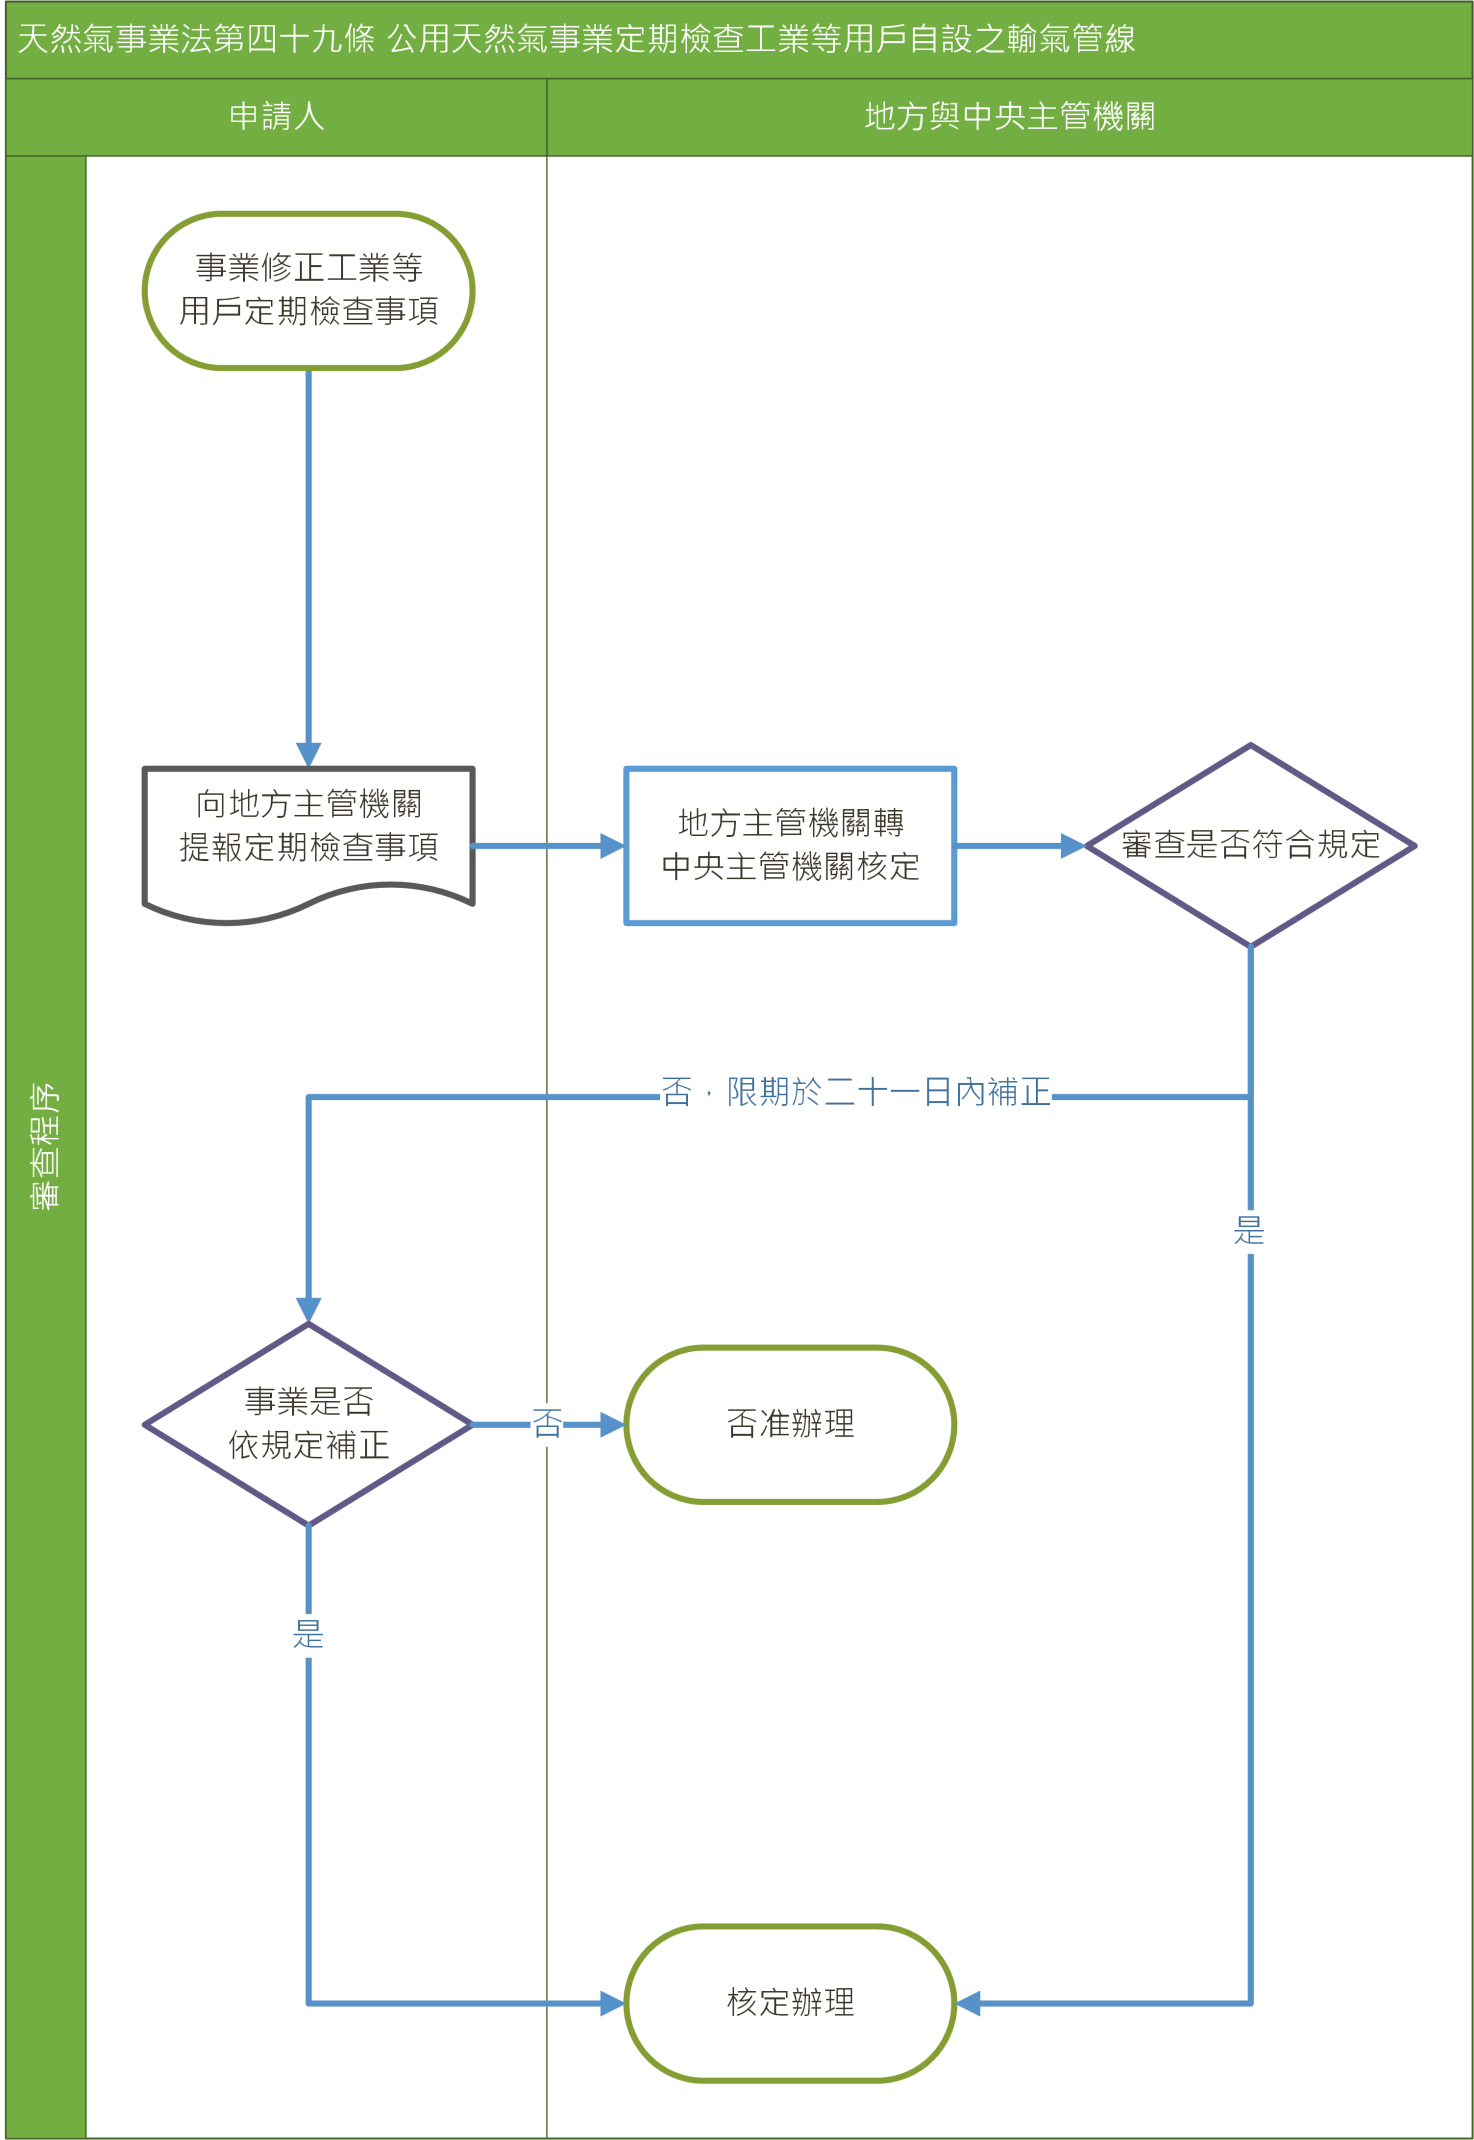 天然氣事業法第四十九條 公用天然氣事業定期檢查工業等用戶自設之輸氣管線
申請人
地方與中央主管機關
審查程序
事業修正工業等
用戶定期檢查事項
向地方主管機關
提報定期檢查事項
地方主管機關轉
中央主管機關核定
審查是否符合規定
否，限期於二十一日內補正
是
事業是否
依規定補正
否
否准辦理
是
核定辦理